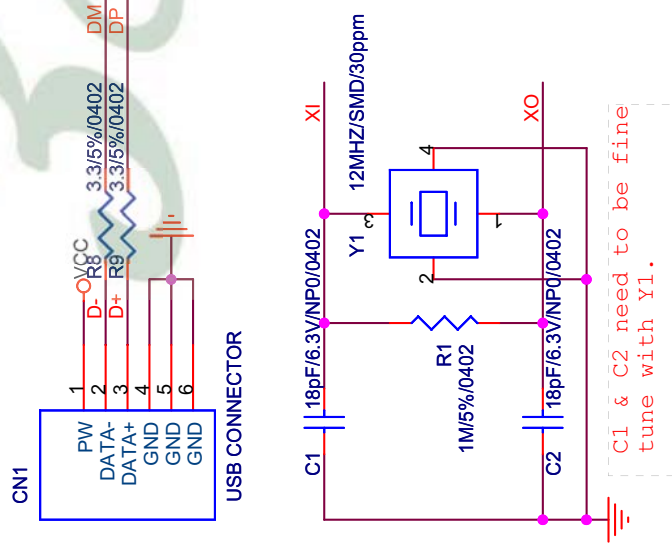 DM
DP
3.3/5%/0402
3.3/5%/0402
VCC
R8
R9
D-
D+
1
2
3
4
5
6
PW
DATA-
DATA+
GND
GND
GND
CN1
USB CONNECTOR
XI
12MHZ/SMD/30ppm
XO
4
3
Y1
1
2
18pF/6.3V/NP0/0402
R1
1M/5%/0402
18pF/6.3V/NP0/0402
C1
C2
C1 & C2 need to be fine
tune with Y1.